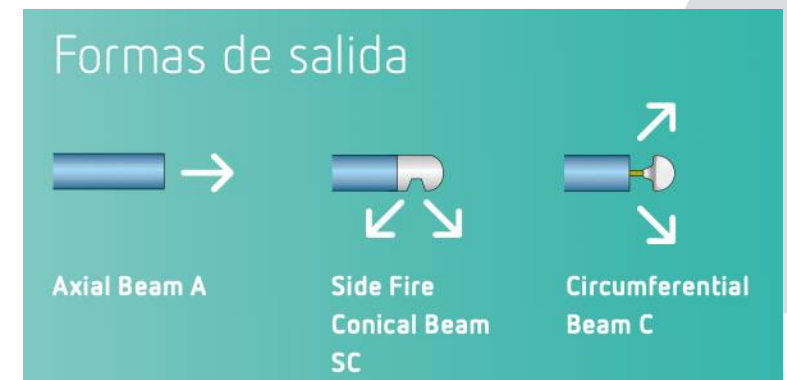 Formas de salida
Axial Beam A
Side Fire
Conical Beam
SC
Circumferential
Beam C